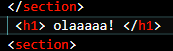 </section>
<h1> olaaaaa! </h1>
<section>